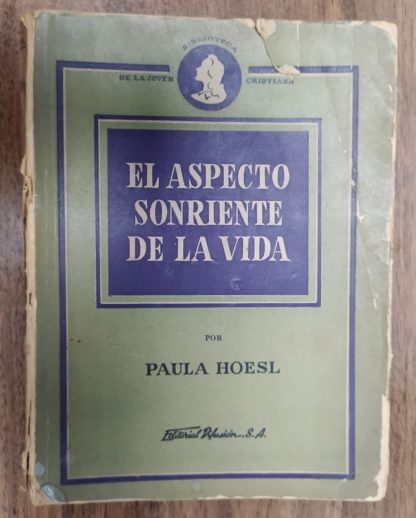 BIBLIOTECA
DE LA JOVEN CRISTIANA
EL ASPECTO
SONRIENTE
DE LA VIDA
POR
PAULA HOESL
Editorial Difusión, S. A.